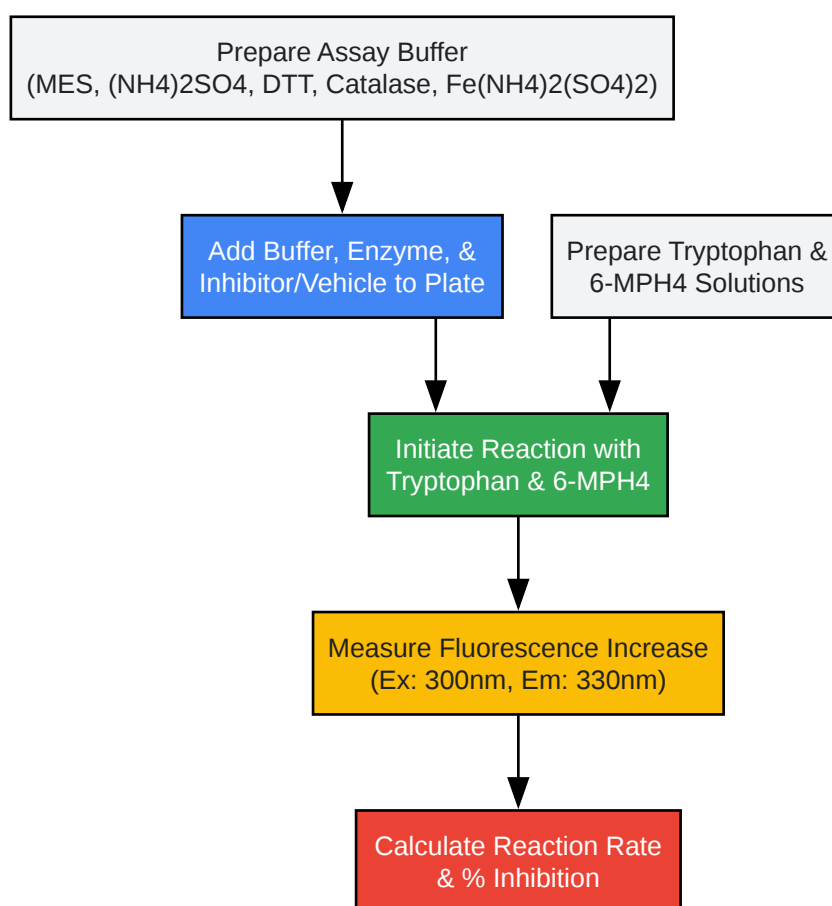 Prepare Assay Buffer
(MES, (NH4)2SO4, DTT, Catalase, Fe(NH4)2(SO4)2)
Add Buffer, Enzyme, &
Inhibitor/Vehicle to Plate
Prepare Tryptophan &
6-MPH4 Solutions
Initiate Reaction with
Tryptophan & 6-MPH4
Measure Fluorescence Increase
(Ex: 300nm, Em: 330nm)
Calculate Reaction Rate
& % Inhibition